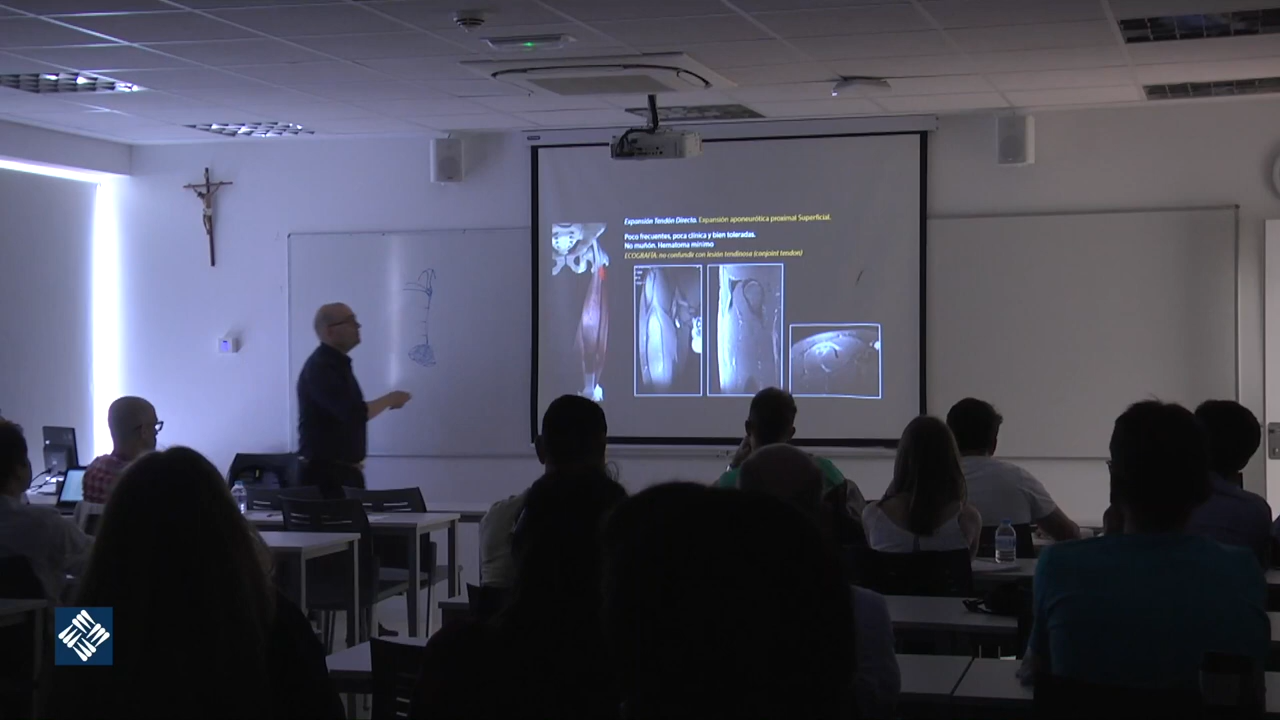 Expansión Tendón Directo. Expansión aponeurótica proximal Superficial.
Poco frecuentes, poca clínica y bien toleradas.
No muñón. Hematoma mínimo
ECOGRAFÍA: no confundir con lesión tendinosa (conjoint tendon)